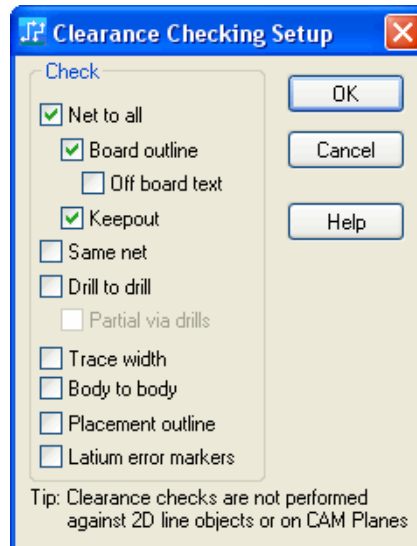 Clearance Checking Setup
Check
Net to all
Board outline
Off board text
Keepout
Same net
Drill to drill
Partial via drills
Trace width
Body to body
Placement outline
Latium error markers
OK
Cancel
Help
Tip: Clearance checks are not performed
against 2D line objects or on CAM Planes